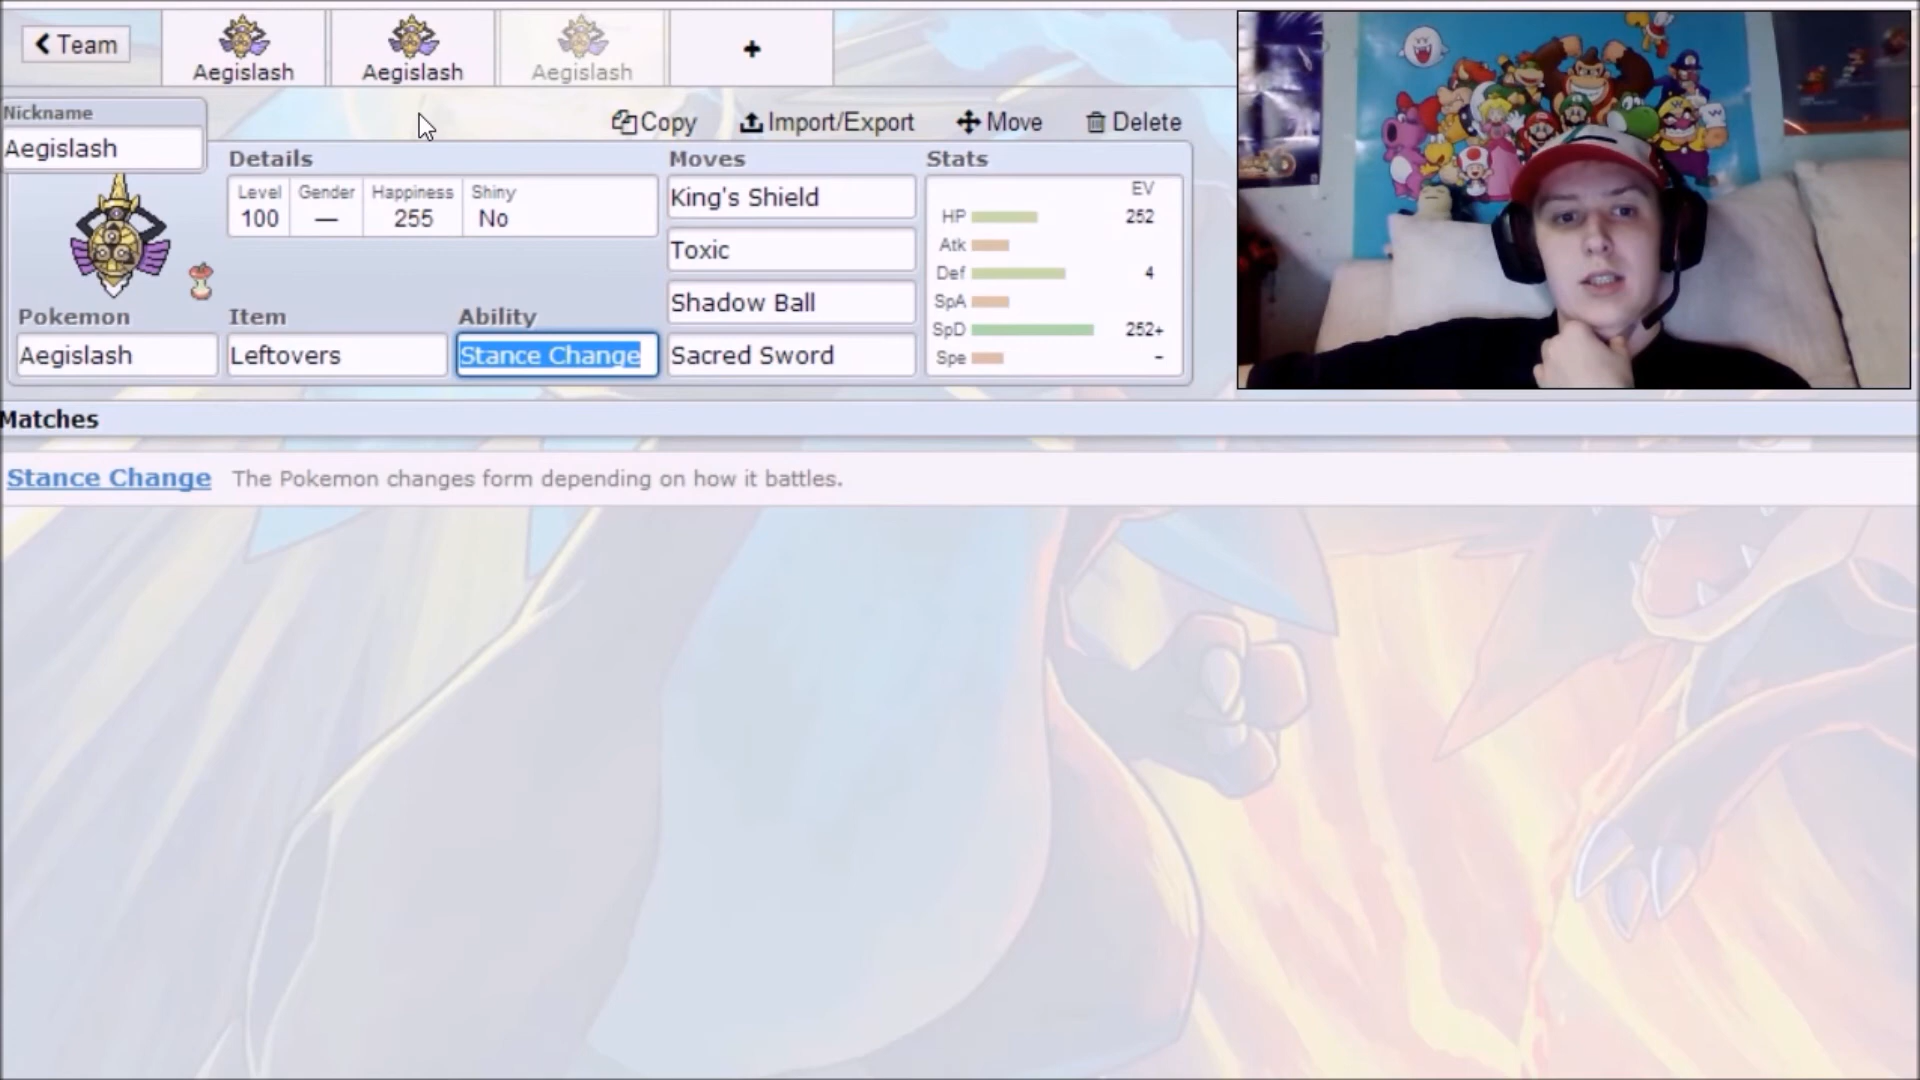 Team
Aegislash
Aegislash
Aegislash
Nickname
Aegislash
Copy
Import/Export
Move
Delete
Details
Moves
Stats
Level
Gender
Happiness
Shiny
100
—
255
No
King's Shield
Toxic
Shadow Ball
Sacred Sword
EV
HP 252
Atk
Def 4
SpA
SpD 252+
Spe -
Pokemon
Item
Ability
Aegislash
Leftovers
Stance Change
Matches
Stance Change The Pokemon changes form depending on how it battles.